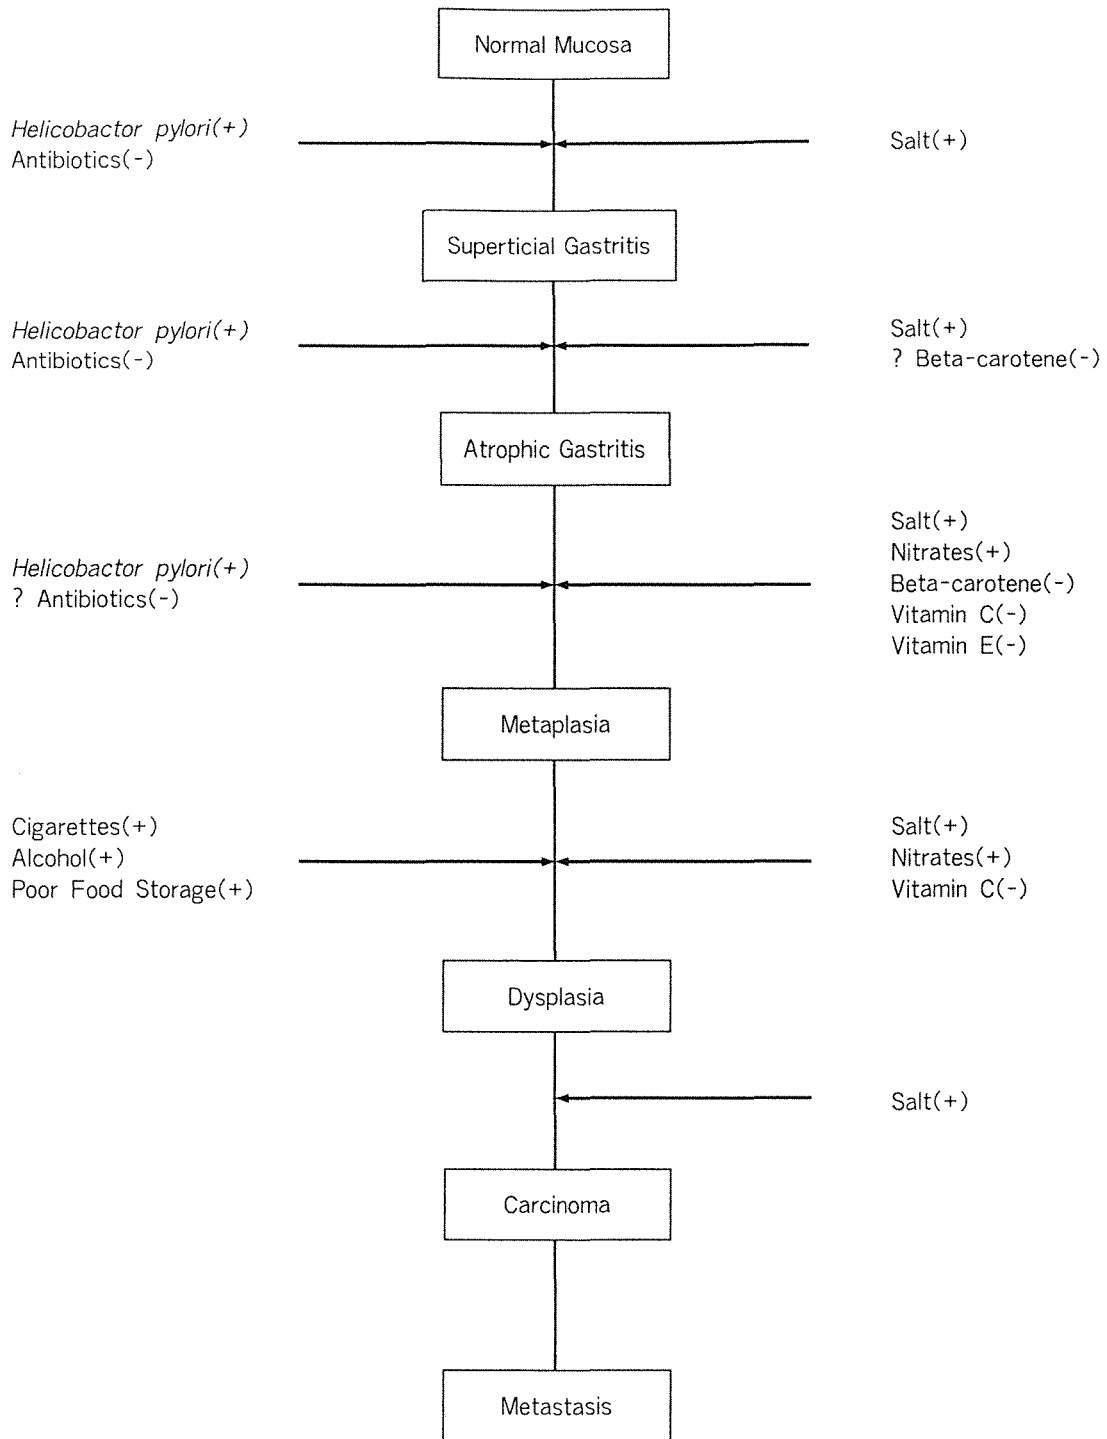 Normal Mucosa
Helicobactor pylori(+)
Antibiotics(-)
Salt(+)
Superticial Gastritis
Helicobactor pylori(+)
Antibiotics(-)
Salt(+)
? Beta-carotene(-)
Atrophic Gastritis
Helicobactor pylori(+)
? Antibiotics(-)
Salt(+)
Nitrates(+)
Beta-carotene(-)
Vitamin C(-)
Vitamin E(-)
Metaplasia
Cigarettes(+)
Alcohol(+)
Poor Food Storage(+)
Salt(+)
Nitrates(+)
Vitamin C(-)
Dysplasia
Salt(+)
Carcinoma
Metastasis